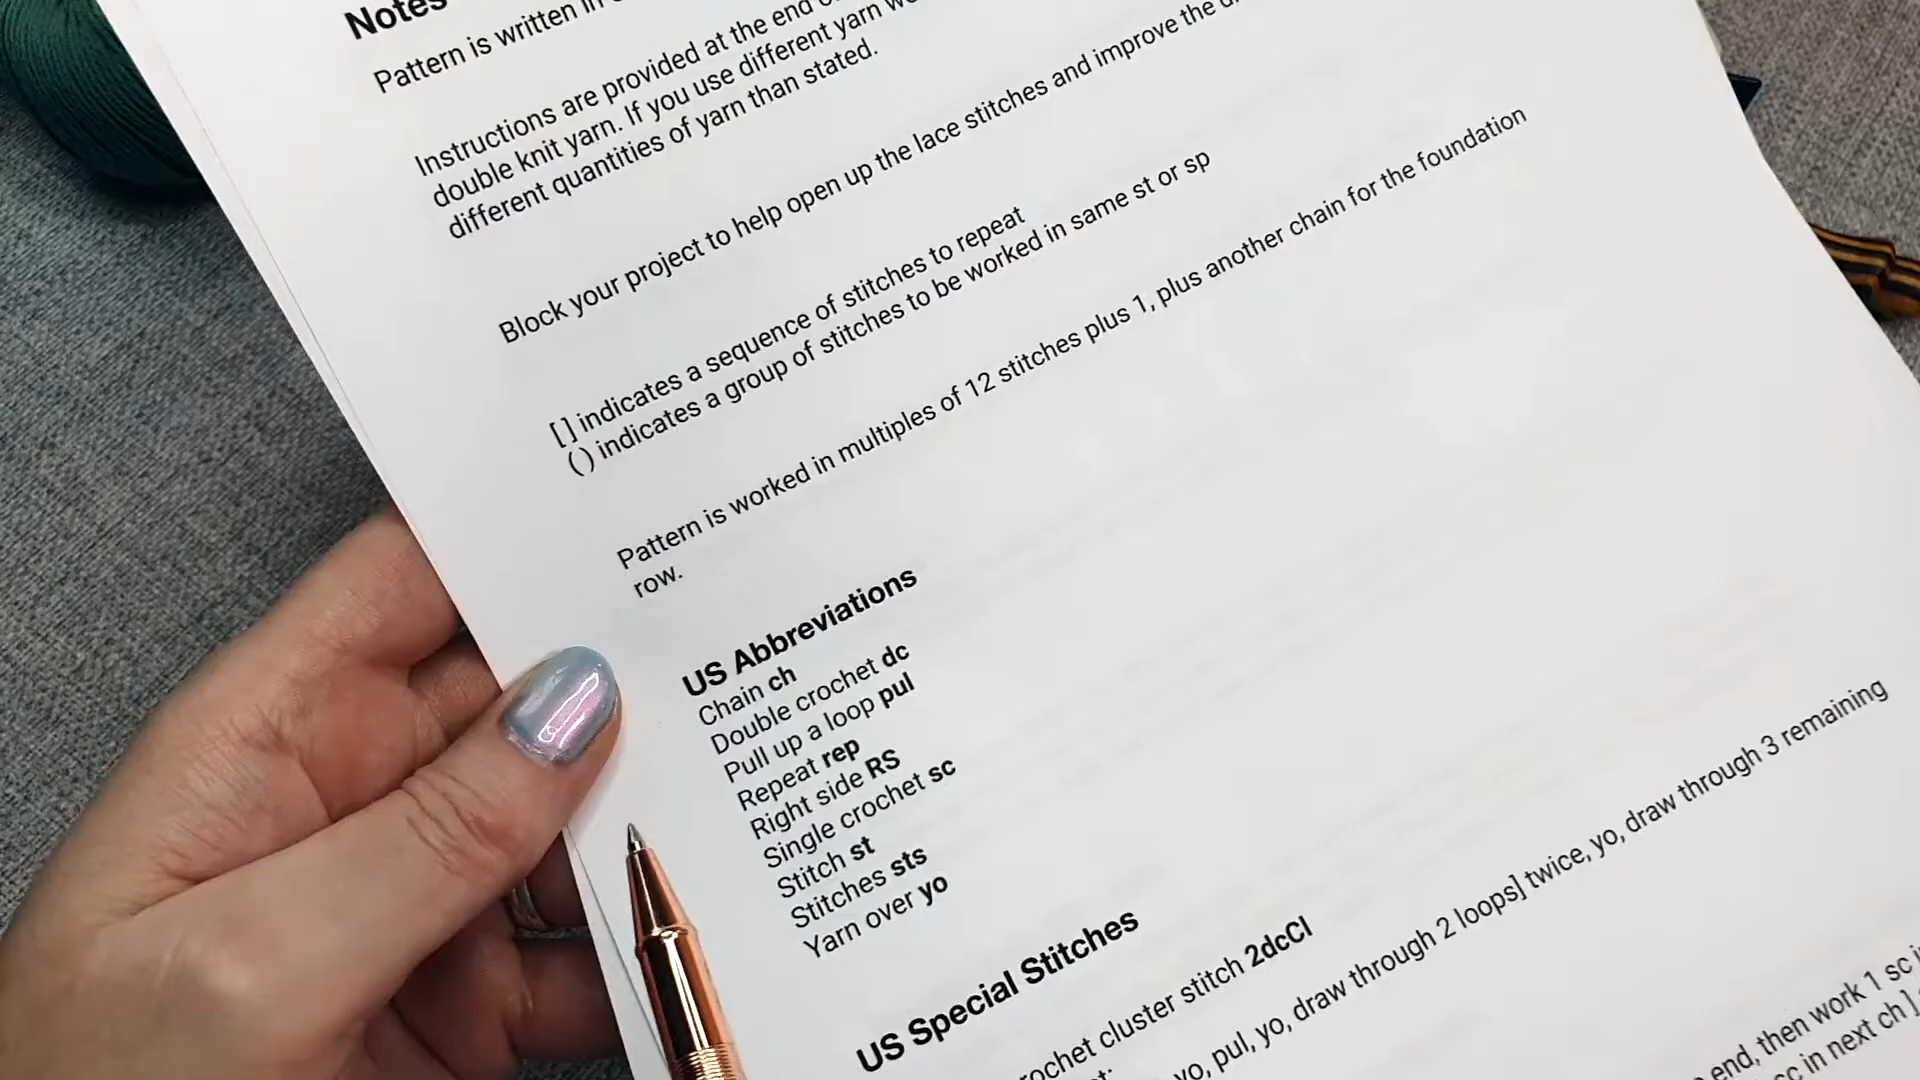 Notes
Pattern is written in
Instructions are provided at the end
double knit yarn. If you use different yarn
different quantities of yarn than stated.
Block your project to help open up the lace stitches and improve the
[ ] indicates a sequence of stitches to repeat
( ) indicates a group of stitches to be worked in same st or sp
Pattern is worked in multiples of 12 stitches plus 1, plus another chain for the foundation
row.
US Abbreviations
Chain ch
Double crochet dc
Pull up a loop pul
Repeat rep
Right side RS
Single crochet sc
Stitch st
Stitches sts
Yarn over yo
US Special Stitches
cluster stitch 2dcCl
yo, pul, yo, draw through 2 loops] twice, yo, draw through 3 remaining
end, then work 1 sc
sc in next ch ]